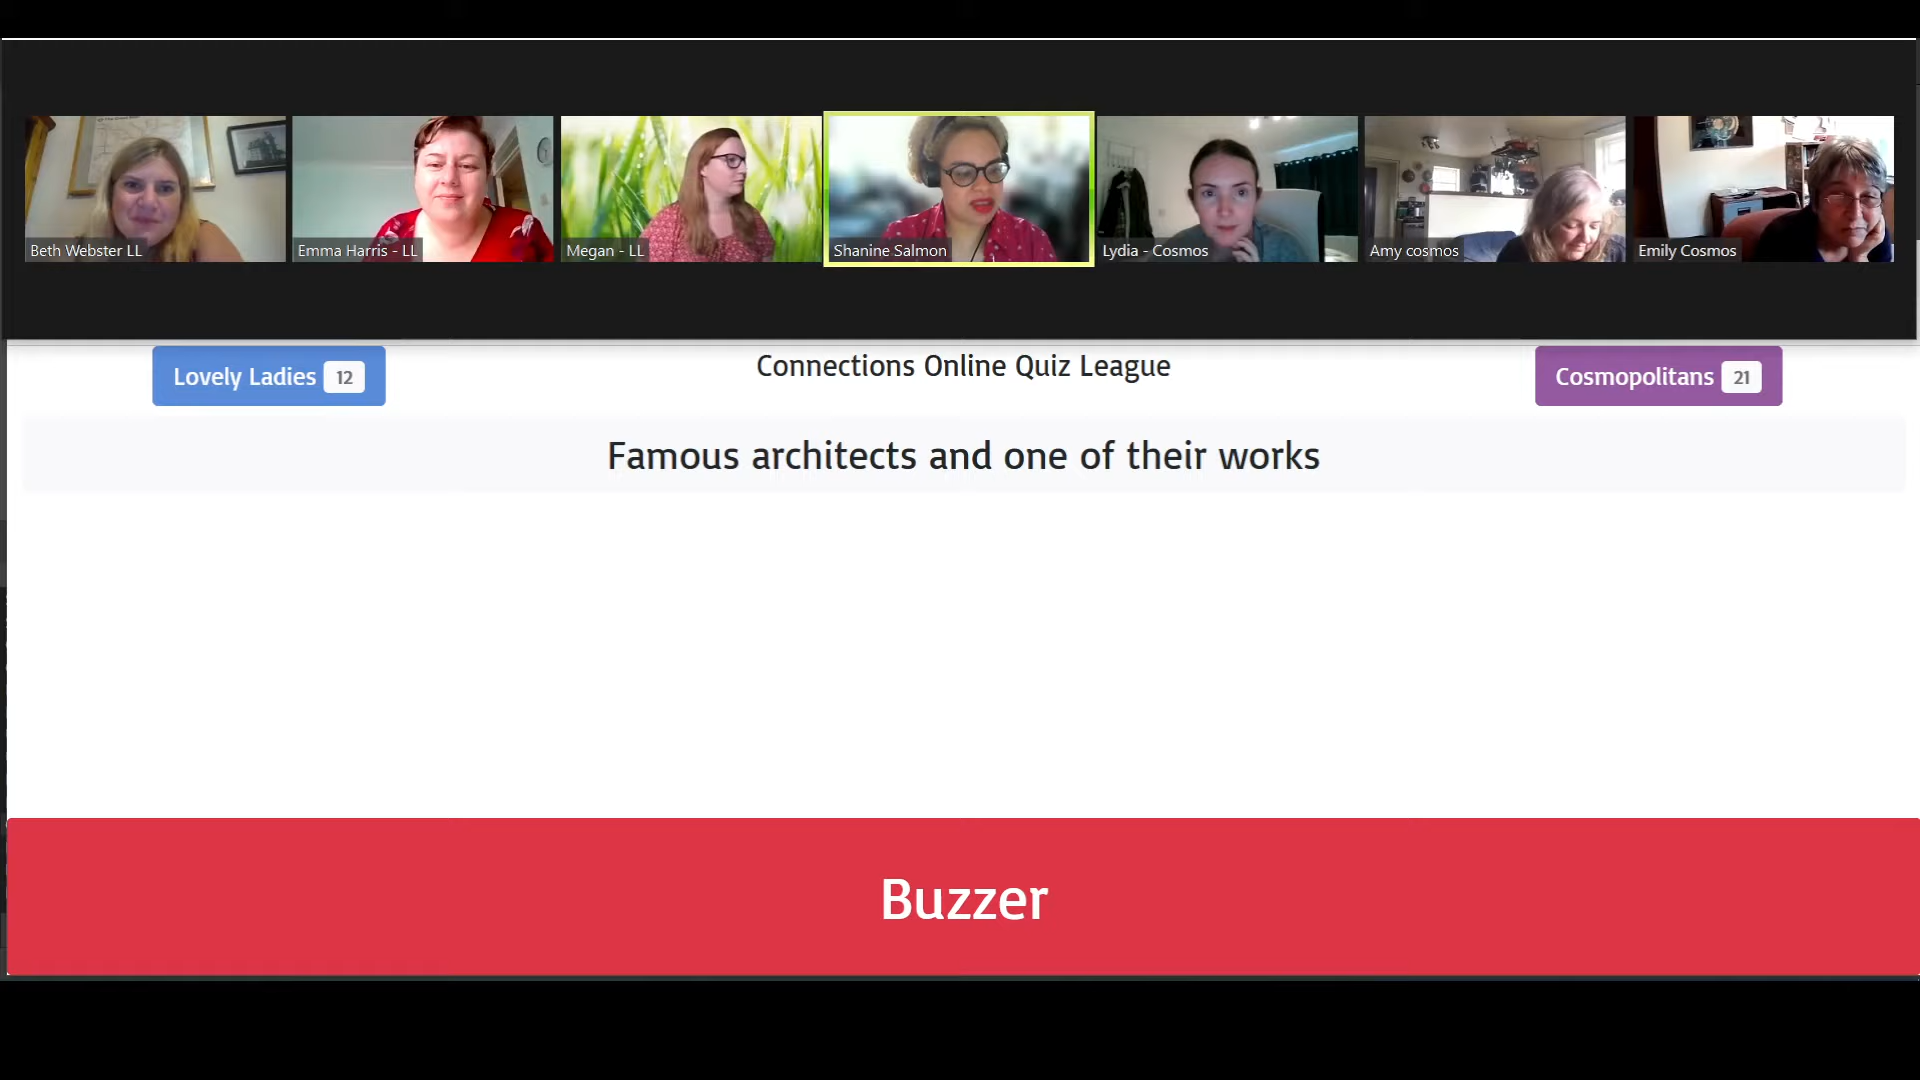 Beth Webster LL
Emma Harris - LL
Megan - LL
Shanine Salmon
Lydia - Cosmos
Amy cosmos
Emily Cosmos
Lovely Ladies 12
Connections Online Quiz League
Cosmopolitans 21
Famous architects and one of their works
Buzzer